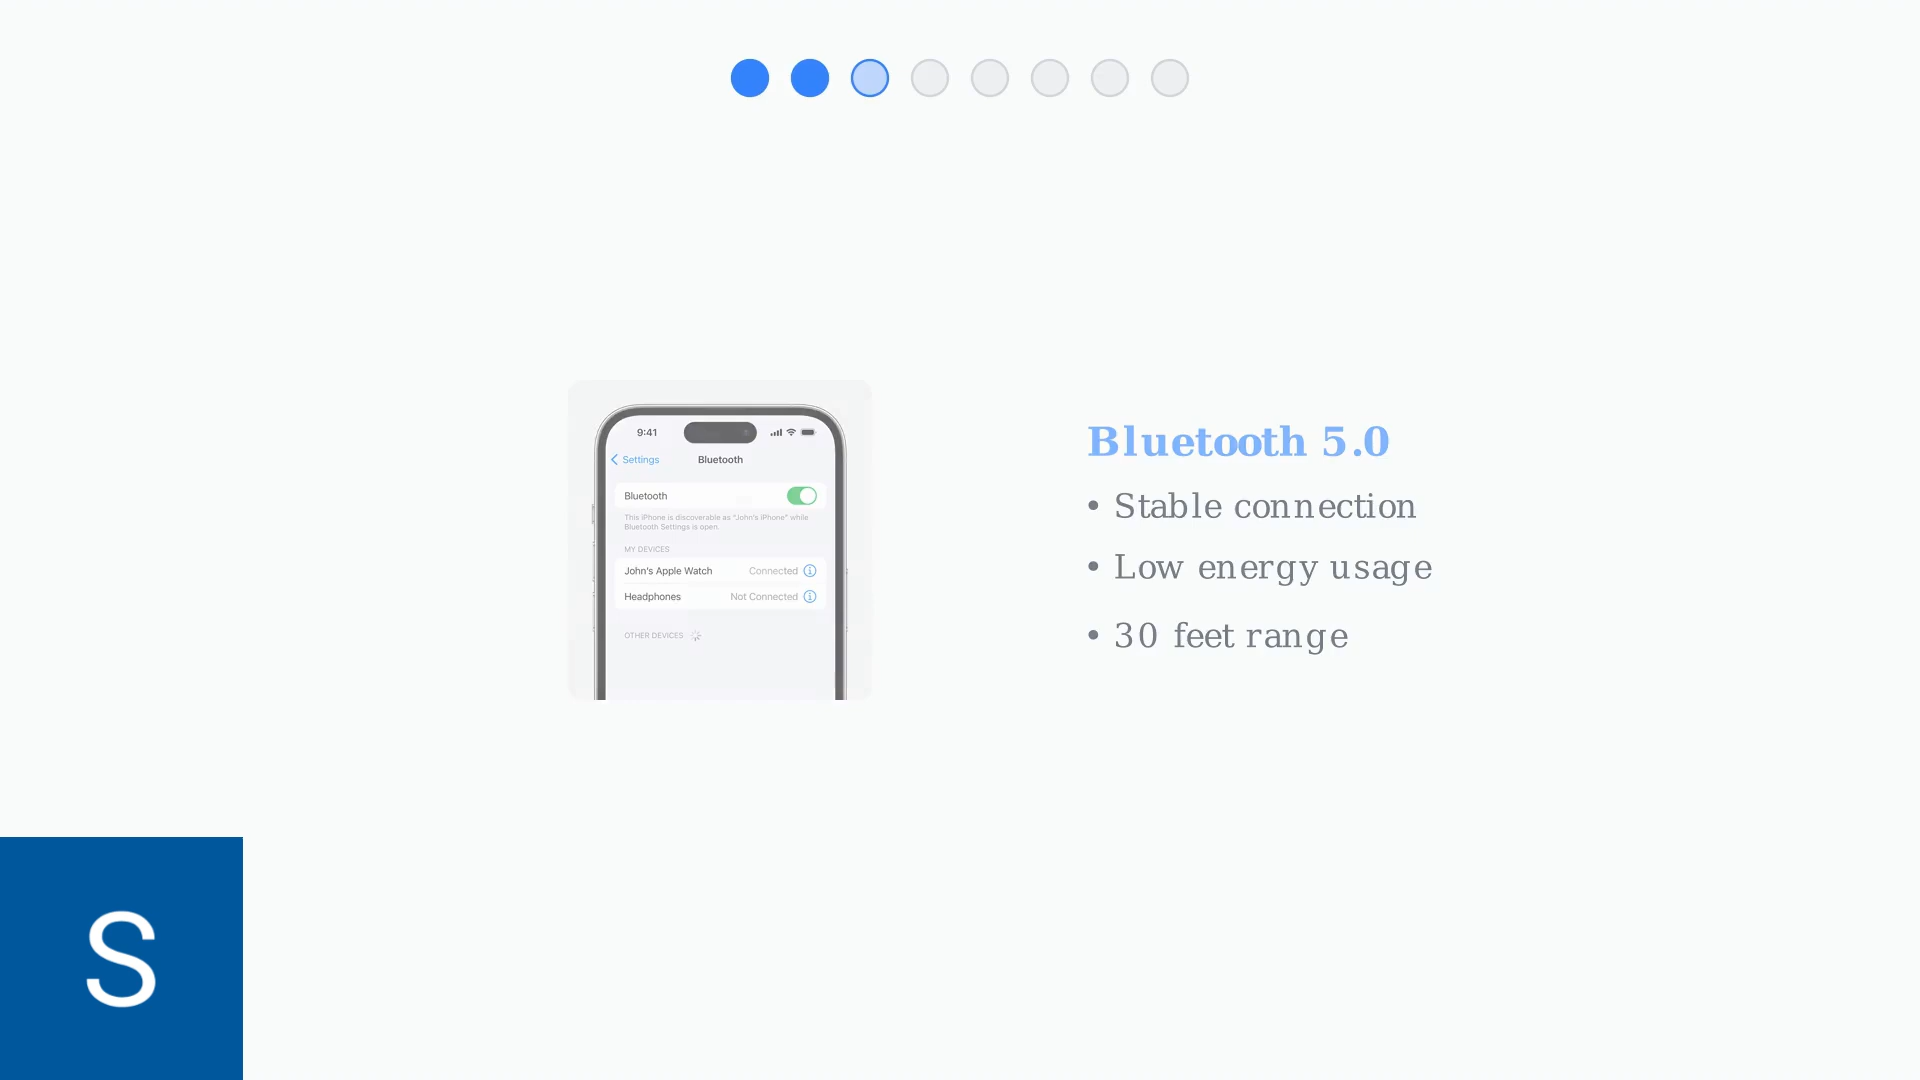 9:41
Settings
Bluetooth
Bluetooth
This iPhone is discoverable as “John's iPhone” while
Bluetooth Settings is open.
MY DEVICES
John's Apple Watch Connected
Headphones Not Connected
OTHER DEVICES
Bluetooth 5.0
• Stable connection
• Low energy usage
• 30 feet range
S